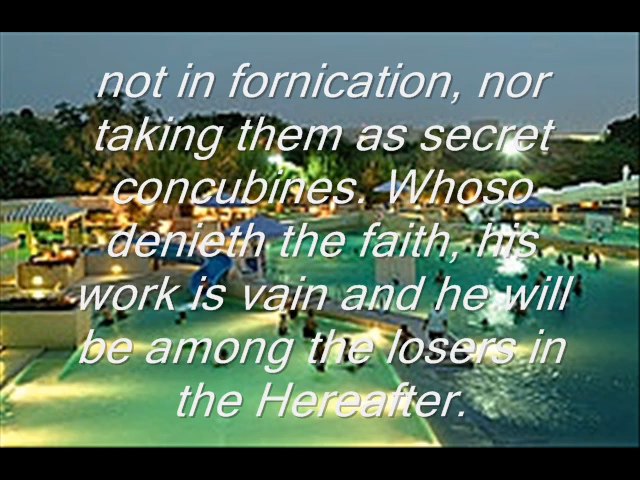 not in fornication, nor
taking them as secret
concubines. Whoso
denieth the faith, his
work is vain and he will
be among the losers in
the Hereafter.